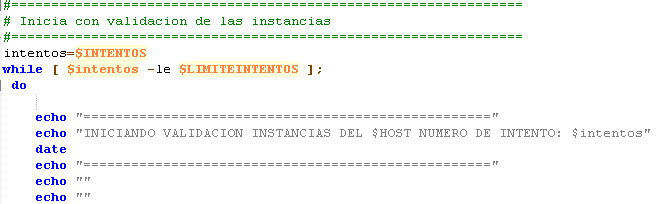 #================================================================
# Inicia con validacion de las instancias
#================================================================
intentos=$INTENTOS
while [ $intentos -le $LIMITEINTENTOS ];
do
echo "==================================================="
echo "INICIANDO VALIDACION INSTANCIAS DEL $HOST NUMERO DE INTENTO: $intentos"
date
echo "==================================================="
echo ""
echo ""